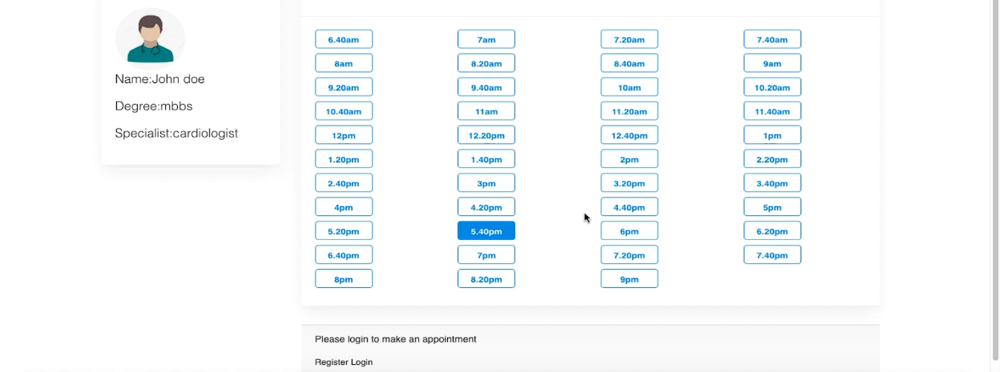 Name:John doe
Degree:mbbs
Specialist:cardiologist
6.40am 7am 7.20am 7.40am
8am 8.20am 8.40am 9am
9.20am 9.40am 10am 10.20am
10.40am 11am 11.20am 11.40am
12pm 12.20pm 12.40pm 1pm
1.20pm 1.40pm 2pm 2.20pm
2.40pm 3pm 3.20pm 3.40pm
4pm 4.20pm 4.40pm 5pm
5.20pm 5.40pm 6pm 6.20pm
6.40pm 7pm 7.20pm 7.40pm
8pm 8.20pm 9pm
Please login to make an appointment
Register Login